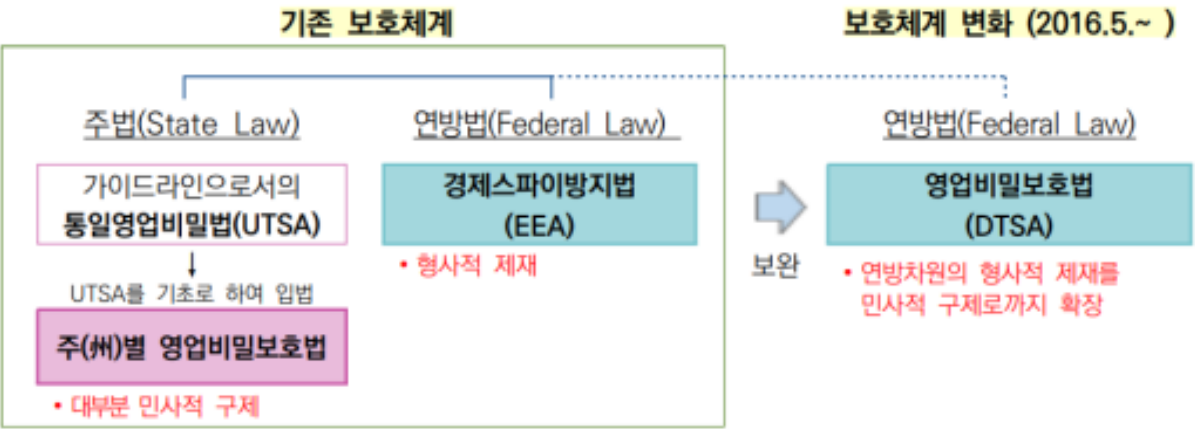 기존 보호체계
보호체계 변화 (2016.5.~ )
주법(State Law)
연방법(Federal Law)
연방법(Federal Law)
가이드라인으로서의
통일영업비밀법(UTSA)
경제스파이방지법
(EEA)
영업비밀보호법
(DTSA)
• 형사적 제재
보완
• 연방차원의 형사적 제재를
민사적 구제로까지 확장
↓
UTSA를 기초로 하여 입법
주(州)별 영업비밀보호법
• 대부분 민사적 구제